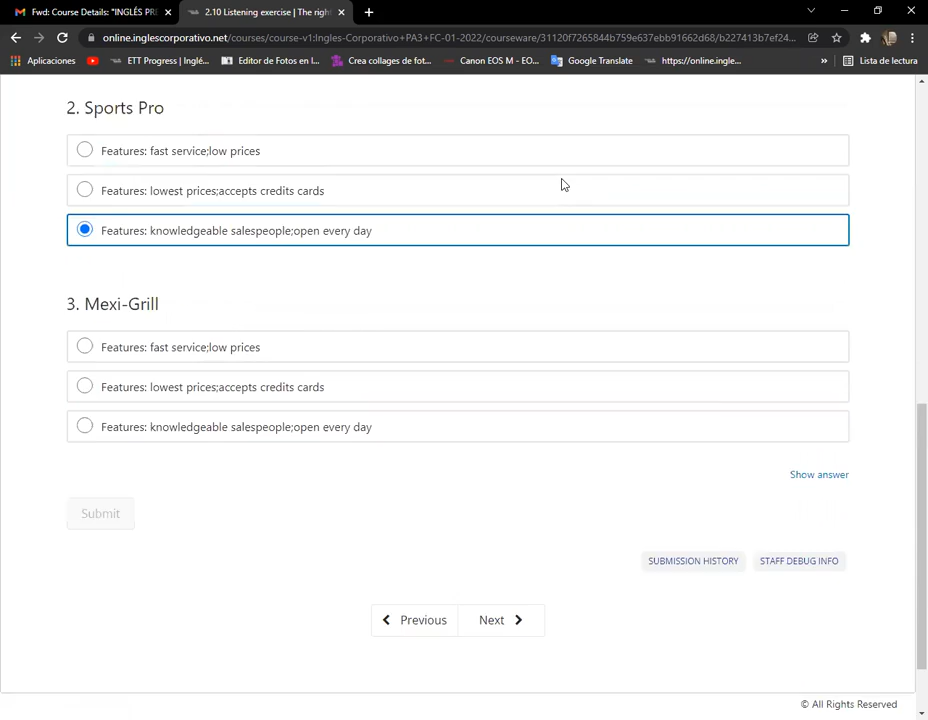 Fwd: Course Details: "INGLÉS PR
2.10 Listening exercise | The righ
online.inglescorporativo.net/courses/course-v1:Ingles-Corporativo+PA3+FC-01-2022/courseware/31120f7265844b759e637ebb91662d68/b227413b7ef24...
Aplicaciones
ETT Progress | Inglé...
Editor de Fotos en l...
Crea collages de fot...
Canon EOS M - EO...
Google Translate
https://online.ingle...
»
Lista de lectura
2. Sports Pro
Features: fast service;low prices
Features: lowest prices;accepts credits cards
Features: knowledgeable salespeople;open every day
3. Mexi-Grill
Features: fast service;low prices
Features: lowest prices;accepts credits cards
Features: knowledgeable salespeople;open every day
Show answer
Submit
SUBMISSION HISTORY
STAFF DEBUG INFO
Previous
Next
© All Rights Reserved